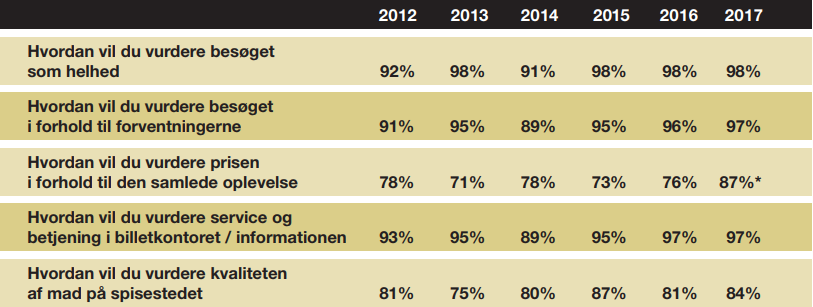 2012 2013 2014 2015 2016 2017
Hvordan vil du vurdere besøget
som helhed 92% 98% 91% 98% 98% 98%
Hvordan vil du vurdere besøget
i forhold til forventningerne 91% 95% 89% 95% 96% 97%
Hvordan vil du vurdere prisen
i forhold til den samlede oplevelse 78% 71% 78% 73% 76% 87%*
Hvordan vil du vurdere service og
betjening i billetkontoret / informationen 93% 95% 89% 95% 97% 97%
Hvordan vil du vurdere kvaliteten
af mad på spisestedet 81% 75% 80% 87% 81% 84%